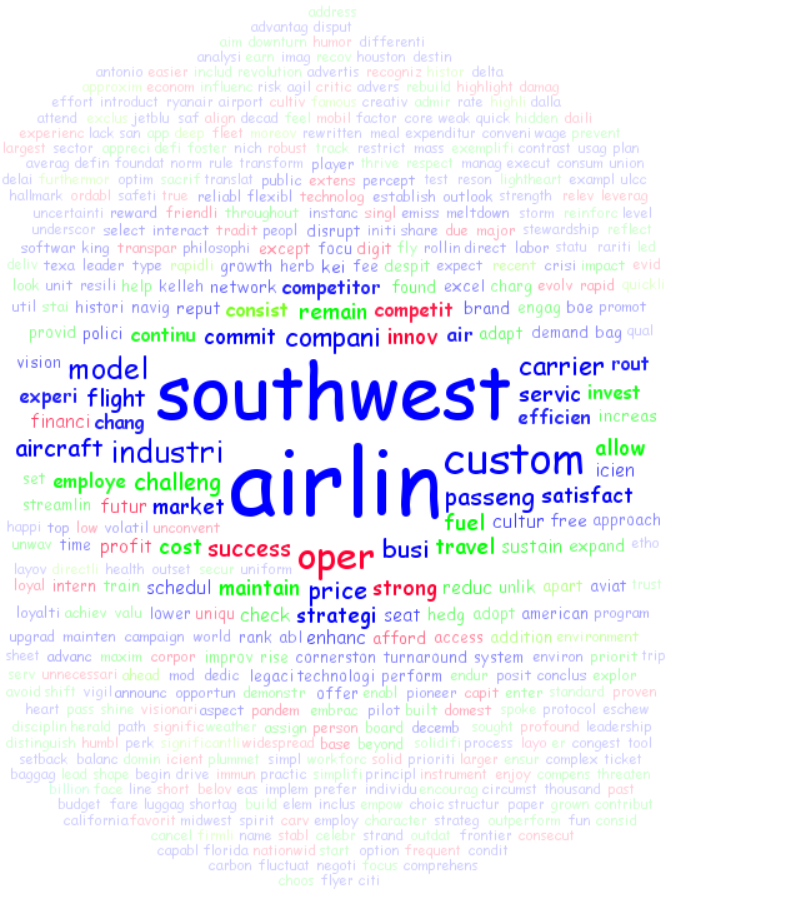 address
advantag disput
aim downturn humor differenti
analysi earn imag recov houston destin
antonio easier includ revolution advertis recogniz histor delta
approxim econom influenc risk agil critic advers rebuild highlight damag
effort introduct ryanair airport cultiv famous creativ admir rate highli dalla
attend exclus jetblu saf align decad feel mobil factor core weak quick hidden daili
experienc lack san app deep fleet moreov rewritten meal expenditur conveni wage prevent
largest sector appreci defi foster nich robust track restrict mass exemplifi contrast usag plan
averag defin foundat norm rule transform player thrive respect manag execut consum union
delai furthermor optim sacrif translat public extens percept test reson lightheart exampl ulcc
hallmark ordabl safeti true reliabl flexibl technolog establish outlook strength relev leverag
uncertainti reward friendli throughout instanc singl emiss meltdown storm reinforc level
underscor select interact tradit peopl disrupt initi share due major stewardship reflect
softwar king transpar philosophi except focu digit fly rollin direct labor statu rariti led
deliv texa leader type rapidli growth herb kei fee despit expect recent crisi impact evid
look unit resili help kelleh network competitor found excel charg evolv rapid quickli
util stai histori navig reput consist remain competit brand engag boe promot
provid polici continu commit compani innov air adapt demand bag qual
vision model southwest carrier rout
experi flight servic invest
financi chang efficien increas
aircraft industri airlin custom allow
icien
set employe challeng passeng satisfact
streamlin futur market fuel cultur free approach
happi top low volatil unconvent
unwav time profit cost success oper busi travel sustain expand etho
layov directli health outset secur uniform
loyal intern train schedul maintain price strong reduc unlik apart aviat trust
loyalti achiev valu lower uniqu check strategi seat hedg adopt american program
upgrad mainten campaign world rank abl enhanc afford access addition environment
sheet advanc maxim corpor improv rise cornerston turnaround system environ priorit trip
serv unnecessari ahead mod dedic legaci technologi perform endur posit conclus explor
avoid shift vigil announc opportun demonstr offer enabl pioneer capit enter standard proven
heart pass shine visionari aspect pandem embrac pilot built domest spoke protocol eschew
disciplin herald path signific weather assign person board decemb sought profound leadership
distinguish humbl perk significantli widespread base beyond solidifi process layo er congest tool
setback balanc domin icient plummet simpl workforc solid prioriti larger ensur complex ticket
baggag lead shape begin drive immun practic simplifi principl instrument enjoy compens threaten
billion face line short belov eas implem prefer individu encourag circumst thousand past
budget fare luggag shortag build elem inclus empow choic structur paper grown contribut
california favorit midwest spirit carv employ character strateg outperform fun consid
cancel firmli name stabl celebr strand outdat frontier consecut
capabl florida nationwid start option frequent condit
carbon fluctuat negoti focus comprehens
choos flyer citi